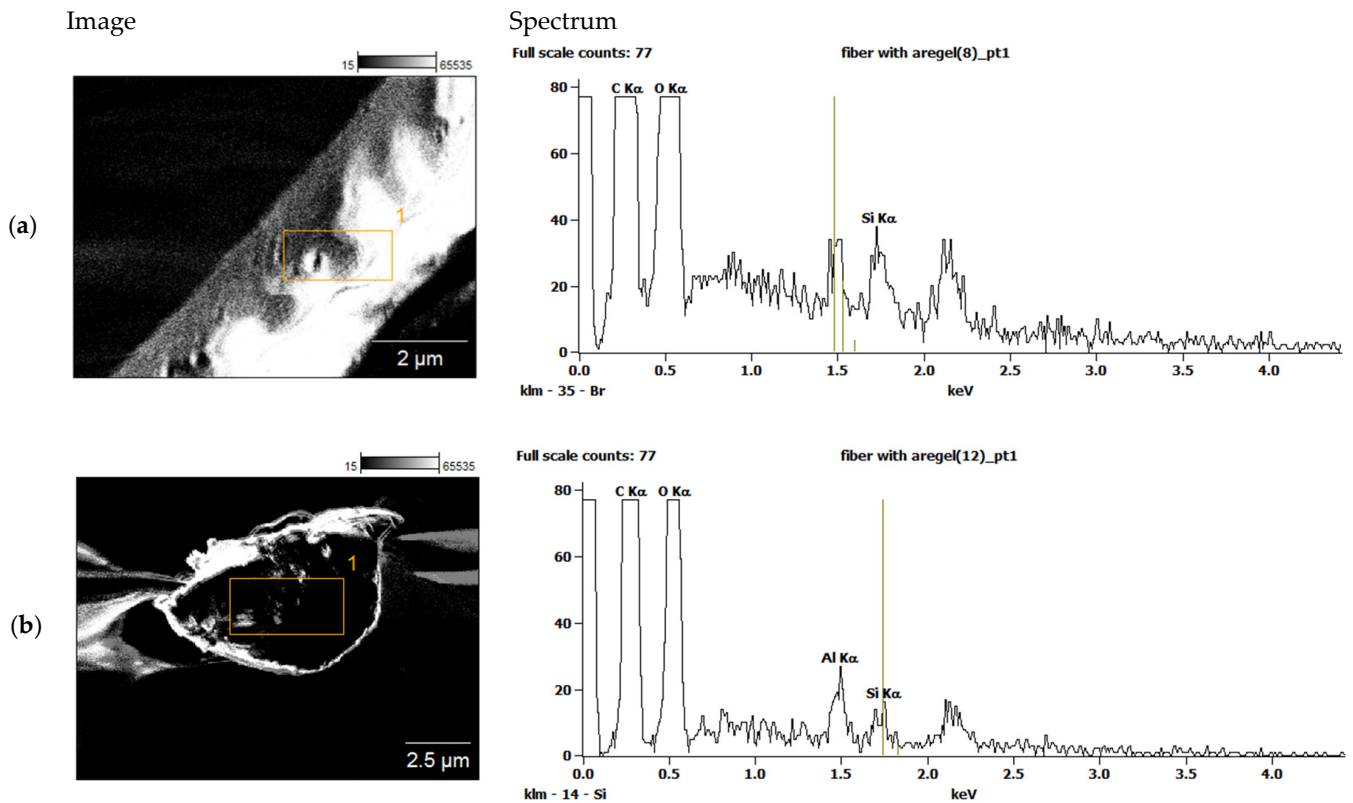 Image
Spectrum
(a)
15 65535
1
2 μm
Full scale counts: 77
fiber with aregel(8)_pt1
80
60
40
20
0
C Kα
O Kα
Si Kα
0.0 0.5 1.0 1.5 2.0 2.5 3.0 3.5 4.0
klm - 35 - Br
keV
(b)
15 65535
1
2.5 μm
Full scale counts: 77
fiber with aregel(12)_pt1
80
60
40
20
0
C Kα
O Kα
Al Kα
Si Kα
0.0 0.5 1.0 1.5 2.0 2.5 3.0 3.5 4.0
klm - 14 - Si
keV